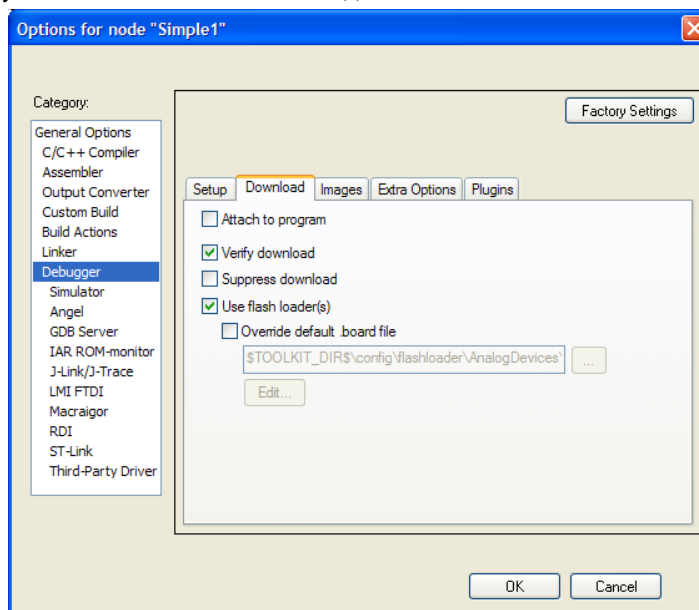 Options for node "Simple1"
Category:
Factory Settings
General Options
C/C++ Compiler
Assembler
Output Converter
Custom Build
Build Actions
Linker
Debugger
Simulator
Angel
GDB Server
IAR ROM-monitor
J-Link/J-Trace
LMI FTDI
Macraigor
RDI
ST-Link
Third-Party Driver
Setup Download Images Extra Options Plugins
Attach to program
Verify download
Suppress download
Use flash loader(s)
Override default .board file
$TOOLKIT_DIR$\config\flashloader\AnalogDevices\
...
Edit...
OK Cancel